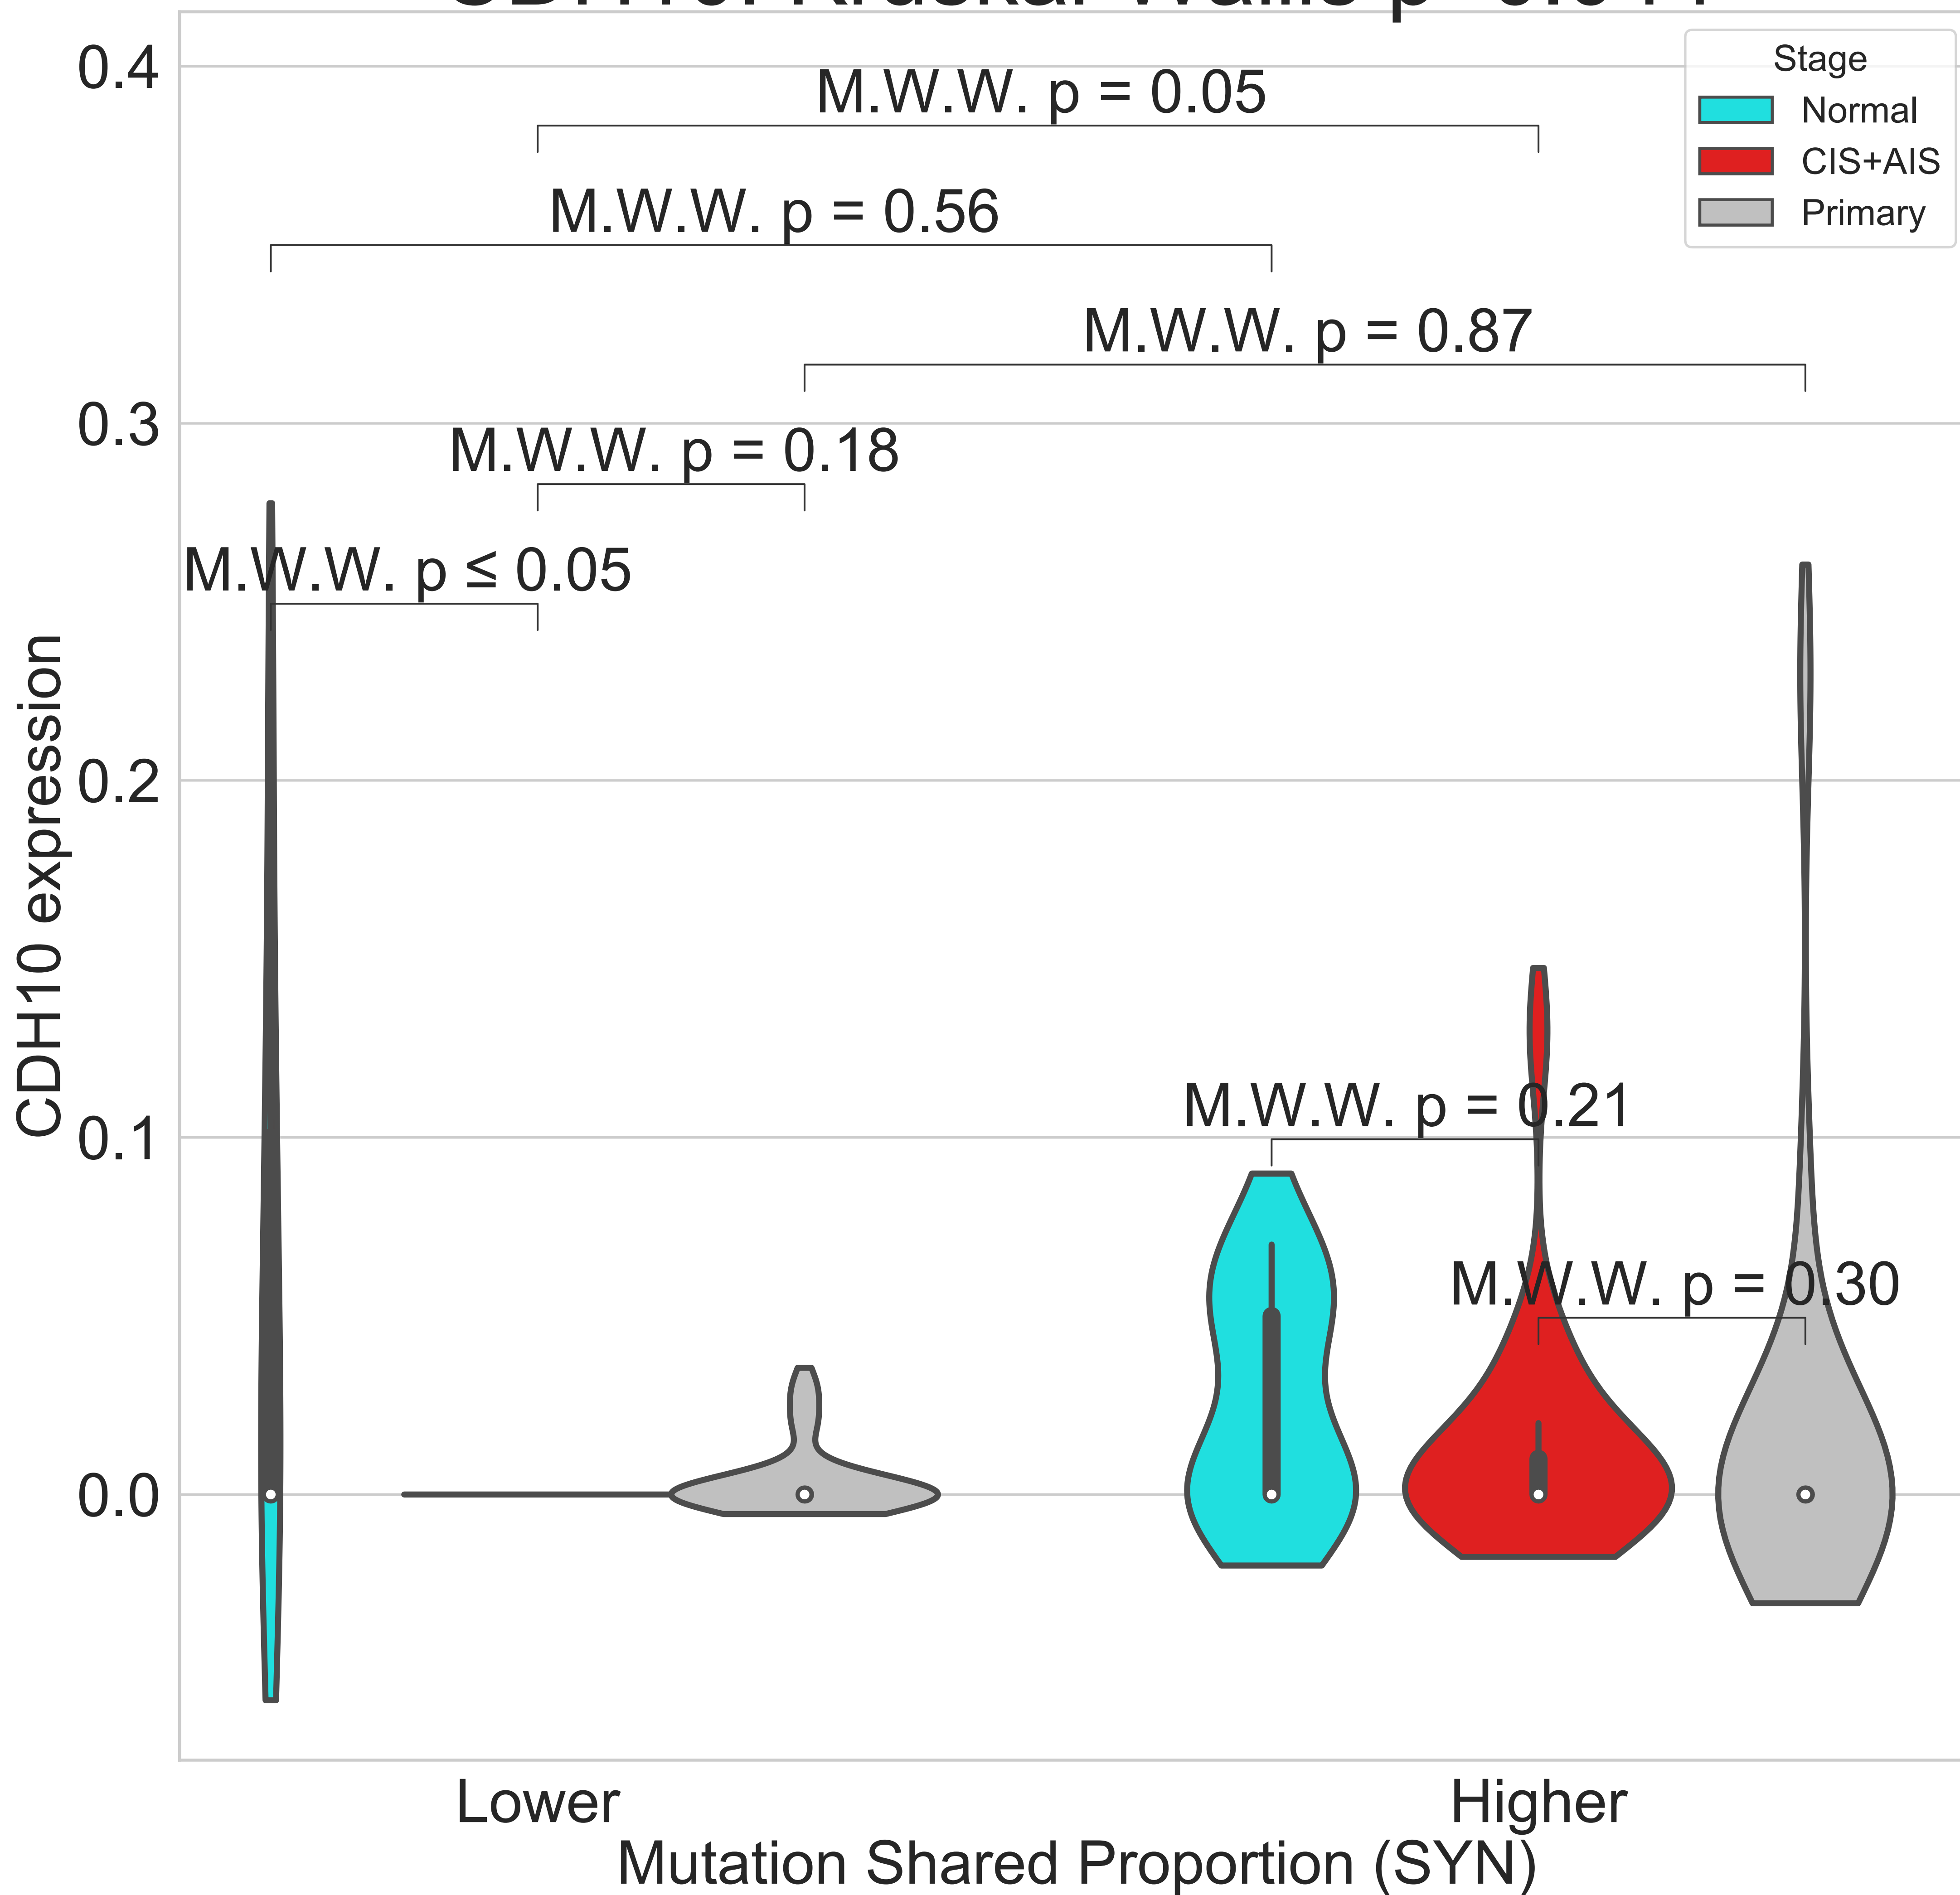 0.4
0.3
0.2
0.1
0.0
CDH10 expression
M.W.W. p = 0.05
M.W.W. p = 0.56
M.W.W. p = 0.87
M.W.W. p = 0.18
M.W.W. p ≤ 0.05
M.W.W. p = 0.21
M.W.W. p = 0.30
Stage
Normal
CIS+AIS
Primary
Lower
Higher
Mutation Shared Proportion (SYN)